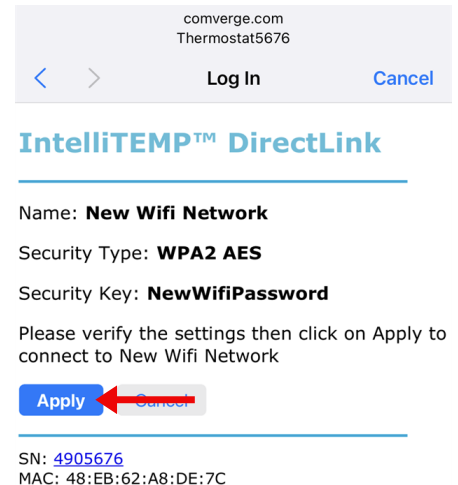 comverge.com
Thermostat5676
Log In
Cancel
IntelliTEMP™ DirectLink
Name: New Wifi Network
Security Type: WPA2 AES
Security Key: NewWifiPassword
Please verify the settings then click on Apply to
connect to New Wifi Network
Apply
Cancel
SN: 4905676
MAC: 48:EB:62:A8:DE:7C